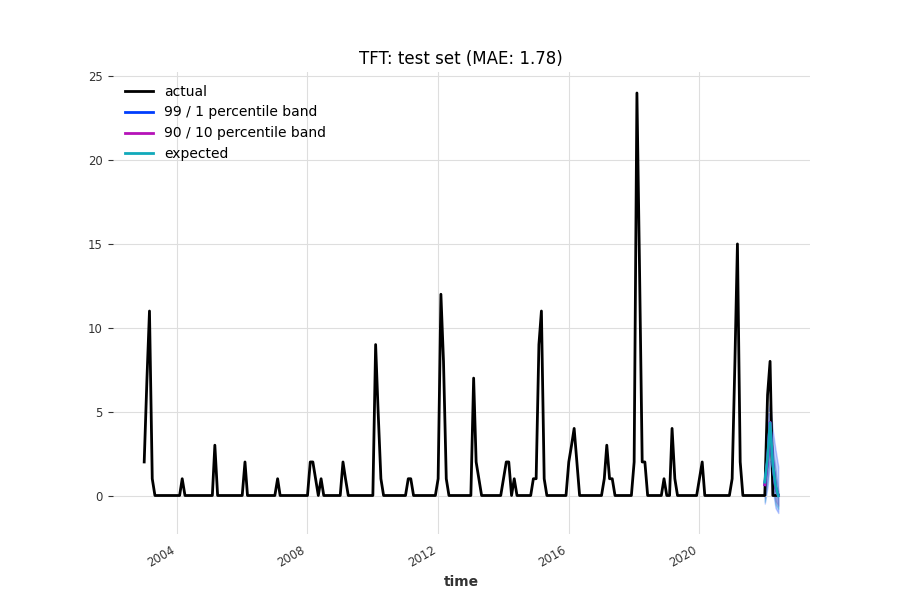 TFT: test set (MAE: 1.78)
25
20
15
10
5
0
actual
99 / 1 percentile band
90 / 10 percentile band
expected
2004
2008
2012
2016
2020
time